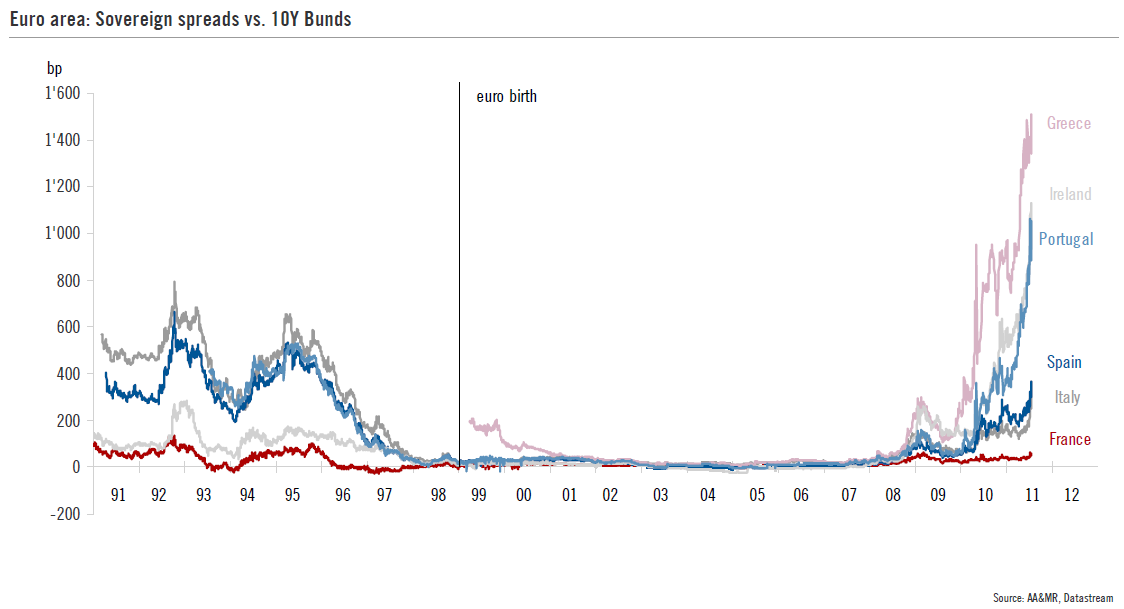 Euro area: Sovereign spreads vs. 10Y Bunds
bp
1'600
euro birth
1'400
Greece
1'200
Ireland
1'000
Portugal
800
600
400
Spain
Italy
200
France
0
91 92 93 94 95 96 97 98 99 00 01 02 03 04 05 06 07 08 09 10 11 12
-200
Source: AA&MR, Datastream